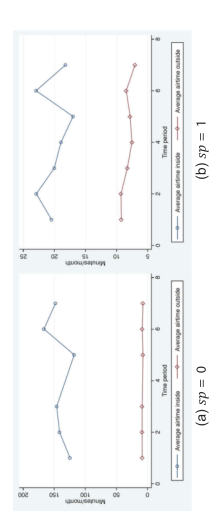 200
150
100
50
0
Minutes/month
0
2
4
6
8
Time period
Average airtime inside
Average airtime outside
(a) sp = 0
25
20
15
10
5
Minutes/month
0
2
4
6
8
Time period
Average airtime inside
Average airtime outside
(b) sp = 1